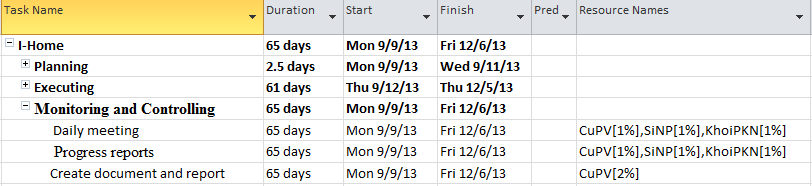 Task Name Duration Start Finish Pred Resource Names
I-Home 65 days Mon 9/9/13 Fri 12/6/13
Planning 2.5 days Mon 9/9/13 Wed 9/11/13
Executing 61 days Thu 9/12/13 Thu 12/5/13
Monitoring and Controlling 65 days Mon 9/9/13 Fri 12/6/13
Daily meeting 65 days Mon 9/9/13 Fri 12/6/13 CuPV[1%],SiNP[1%],KhoiPKN[1%]
Progress reports 65 days Mon 9/9/13 Fri 12/6/13 CuPV[1%],SiNP[1%],KhoiPKN[1%]
Create document and report 65 days Mon 9/9/13 Fri 12/6/13 CuPV[2%]